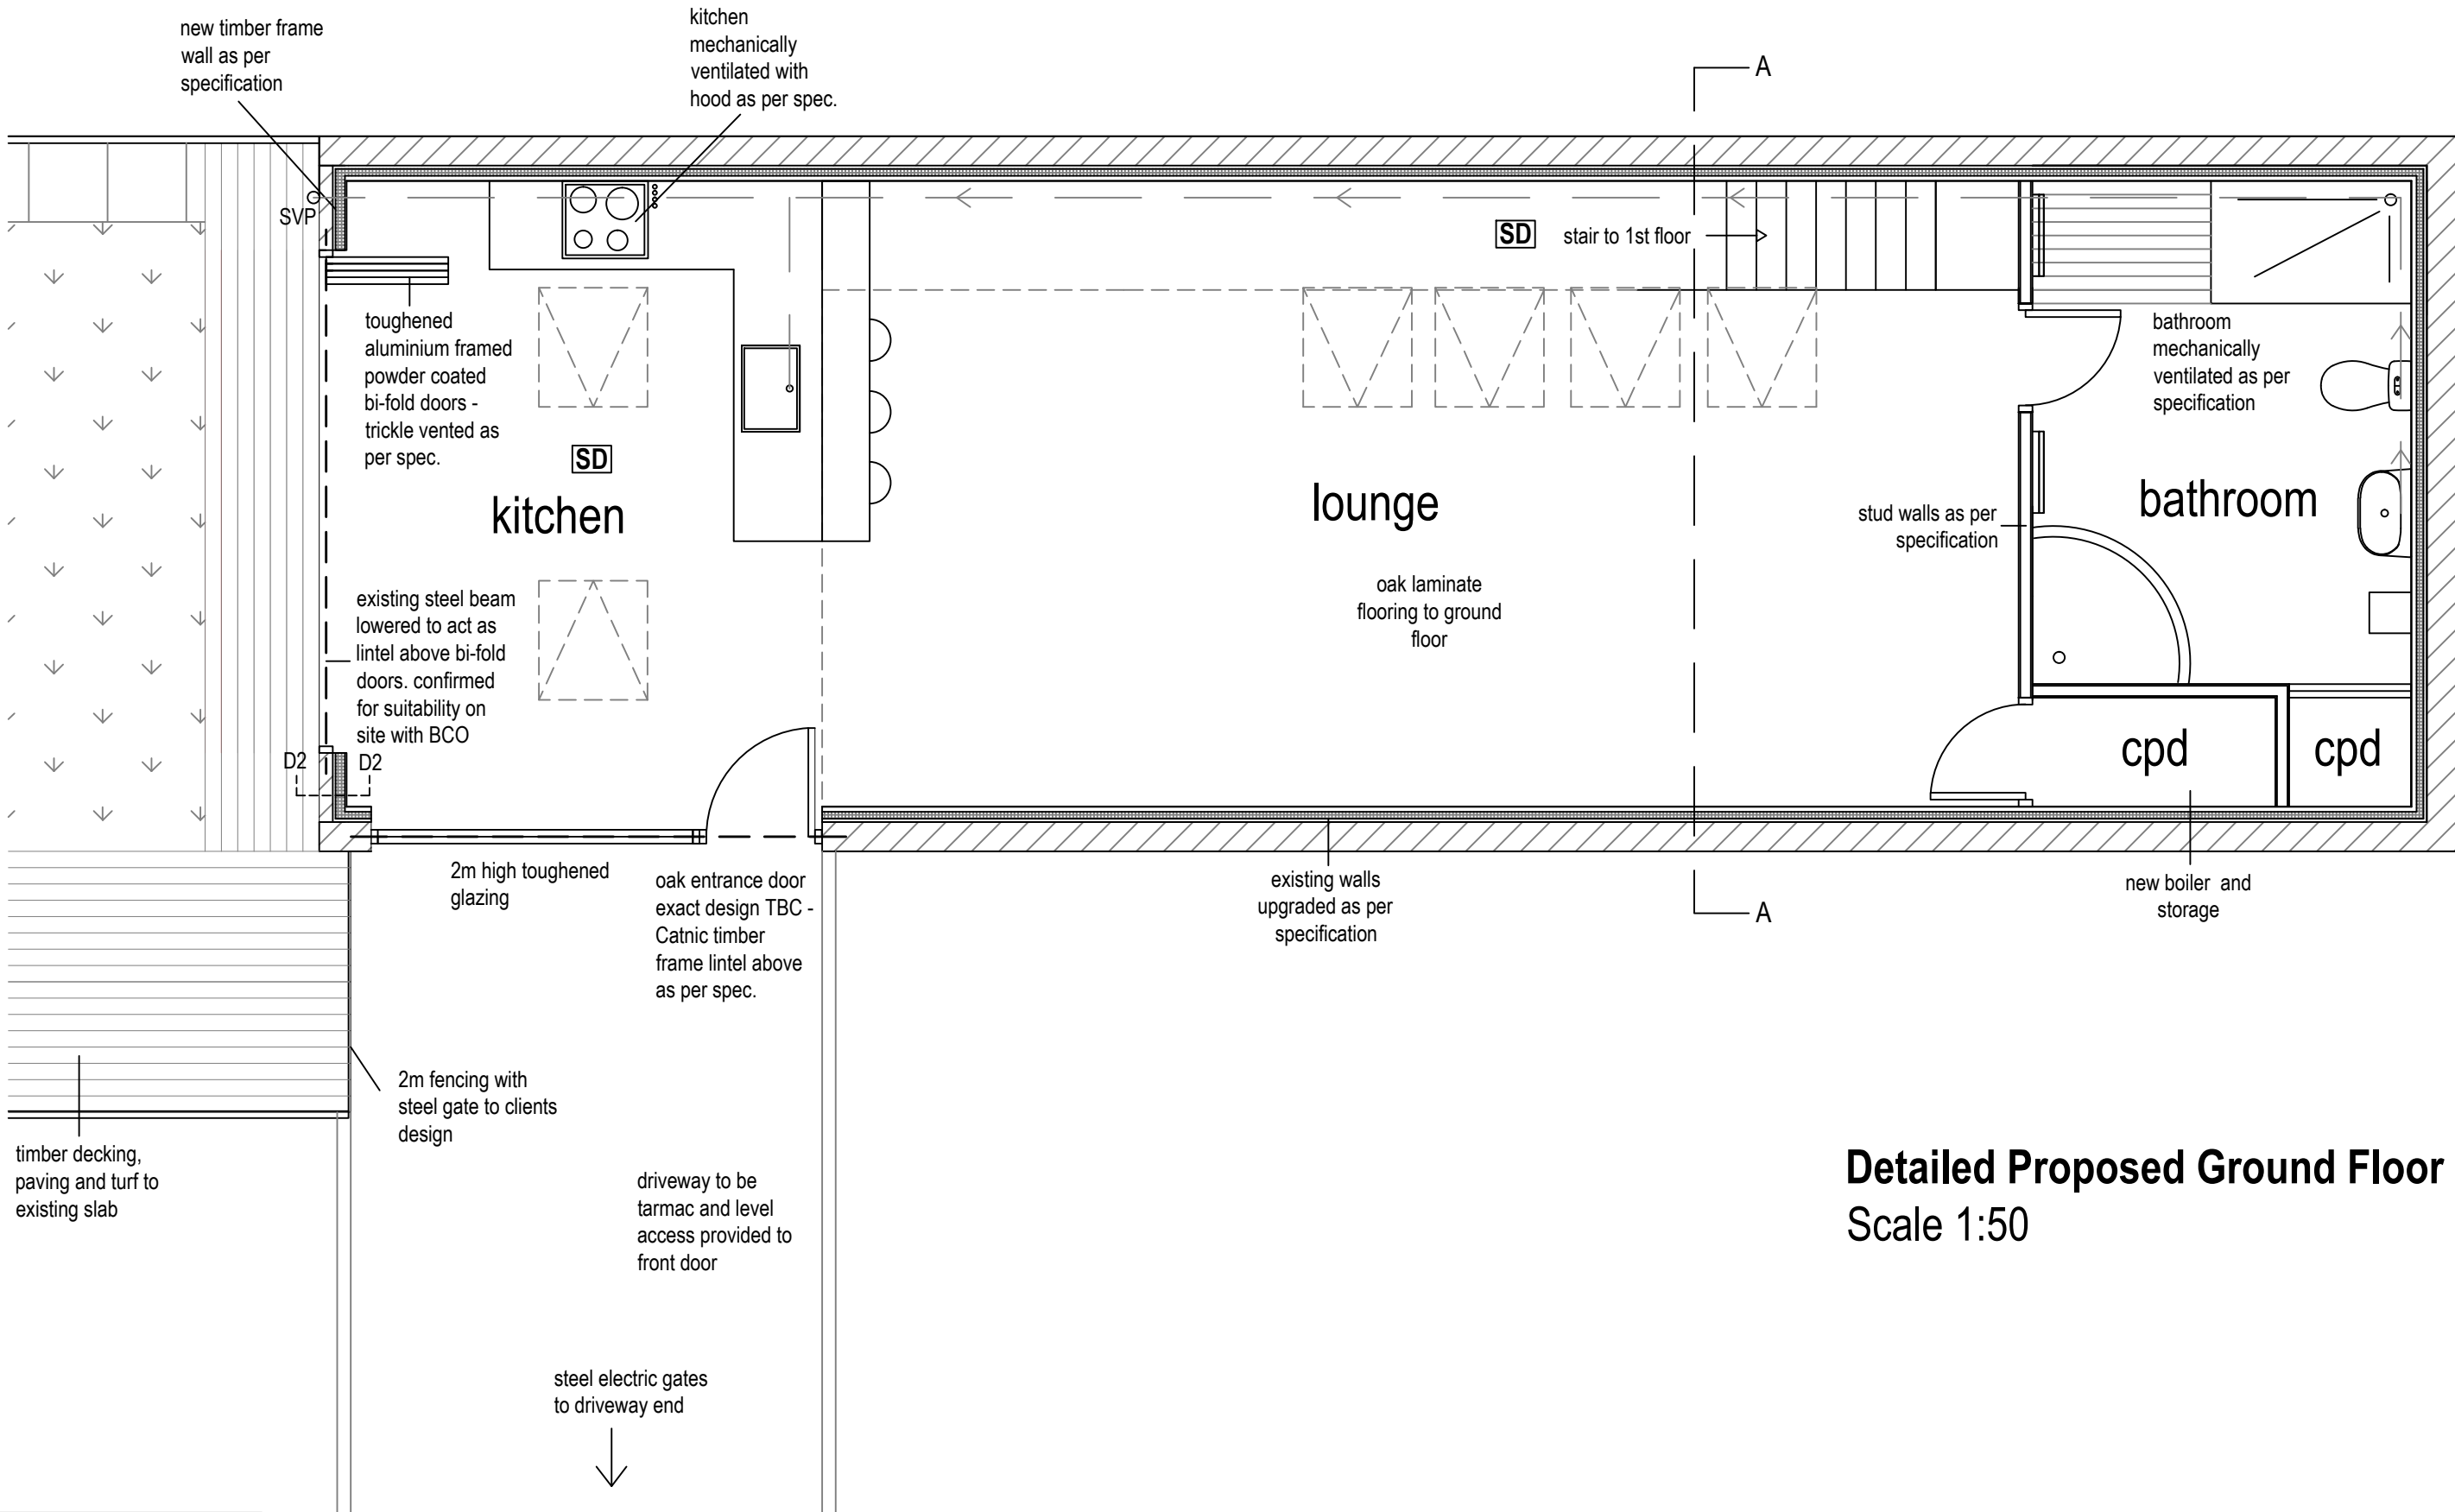 new timber frame
wall as per
specification
kitchen
mechanically
ventilated with
hood as per spec.
A
SVP
SD
stair to 1st floor
toughened
aluminium framed
powder coated
bi-fold doors -
trickle vented as
per spec.
bathroom
mechanically
ventilated as per
specification
SD
kitchen
lounge
bathroom
stud walls as per
specification
oak laminate
flooring to ground
floor
existing steel beam
lowered to act as
lintel above bi-fold
doors. confirmed
for suitability on
site with BCO
D2
D2
cpd
cpd
2m high toughened
glazing
oak entrance door
exact design TBC -
Catnic timber
frame lintel above
as per spec.
existing walls
upgraded as per
specification
A
new boiler and
storage
2m fencing with
steel gate to clients
design
timber decking,
paving and turf to
existing slab
driveway to be
tarmac and level
access provided to
front door
Detailed Proposed Ground Floor
Scale 1:50
steel electric gates
to driveway end